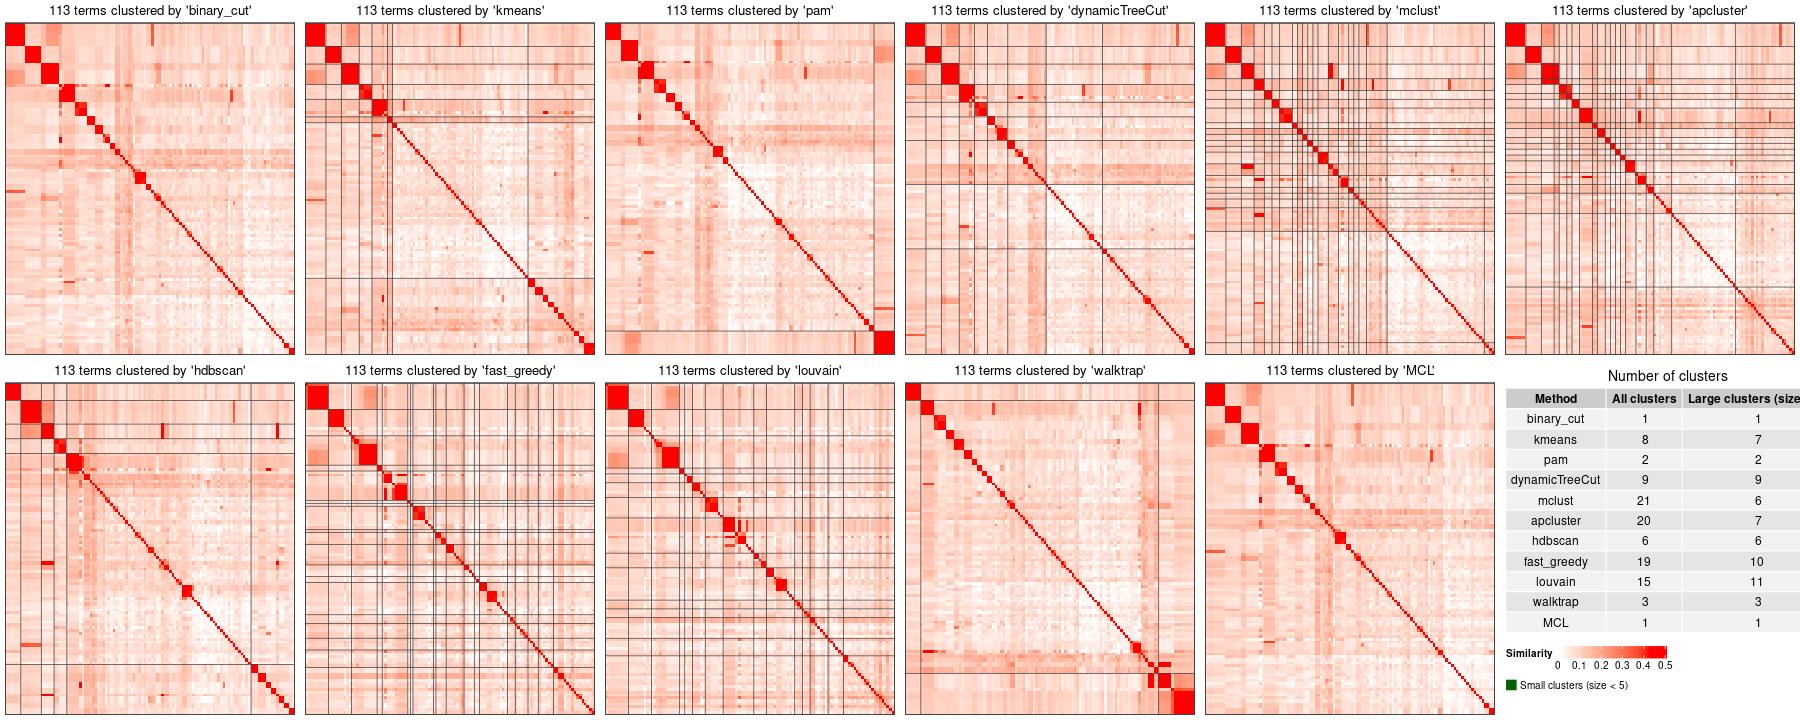 113 terms clustered by 'binary_cut'
113 terms clustered by 'kmeans'
113 terms clustered by 'pam'
113 terms clustered by 'dynamicTreeCut'
113 terms clustered by 'mclust'
113 terms clustered by 'apcluster'
113 terms clustered by 'hdbscan'
113 terms clustered by 'fast_greedy'
113 terms clustered by 'louvain'
113 terms clustered by 'walktrap'
113 terms clustered by 'MCL'
Number of clusters
Method All clusters Large clusters (size
binary_cut 1 1
kmeans 8 7
pam 2 2
dynamicTreeCut 9 9
mclust 21 6
apcluster 20 7
hdbscan 6 6
fast_greedy 19 10
louvain 15 11
walktrap 3 3
MCL 1 1
Similarity
0 0.1 0.2 0.3 0.4 0.5
Small clusters (size < 5)